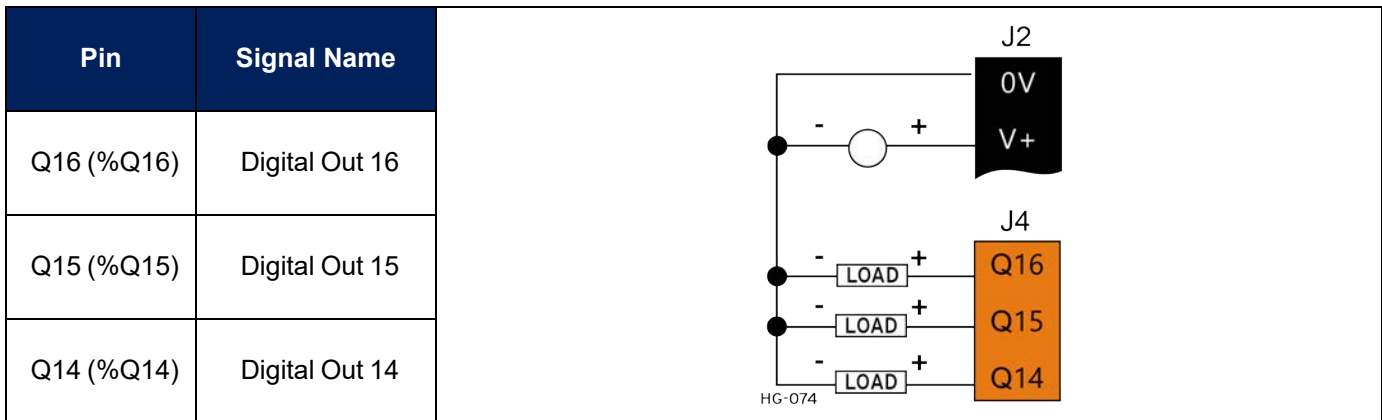 Pin Signal Name
Q16 (%Q16) Digital Out 16
Q15 (%Q15) Digital Out 15
Q14 (%Q14) Digital Out 14
J2
0V
- + V+
J4
- LOAD + Q16
- LOAD + Q15
- LOAD + Q14
HG-074